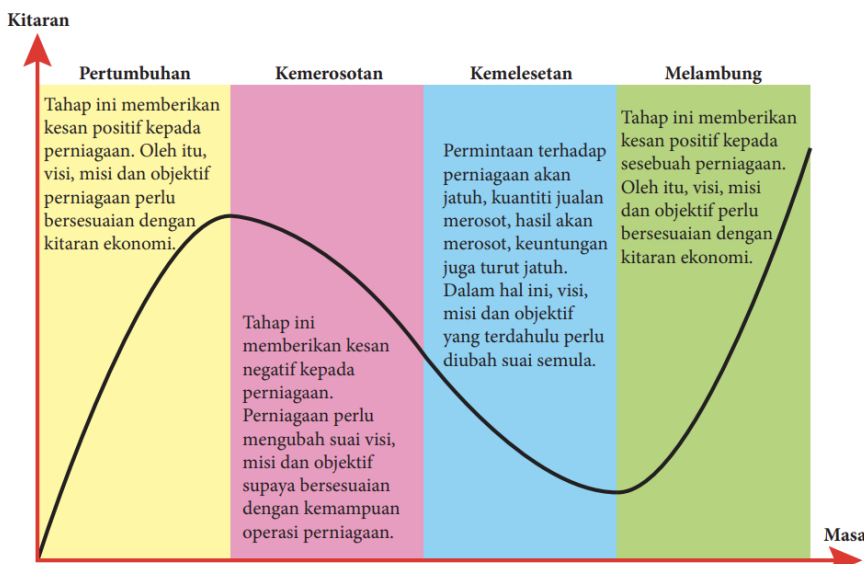 Kitaran
Pertumbuhan
Tahap ini memberikan
kesan positif kepada
perniagaan. Oleh itu,
visi, misi dan objektif
perniagaan perlu
bersesuaian dengan
kitaran ekonomi.
Kemerosotan
Tahap ini
memberikan kesan
negatif kepada
perniagaan.
Perniagaan perlu
mengubah suai visi,
misi dan objektif
supaya bersesuaian
dengan kemampuan
operasi perniagaan.
Kemelesetan
Permintaan terhadap
perniagaan akan
jatuh, kuantiti jualan
merosot, hasil akan
merosot, keuntungan
juga turut jatuh.
Dalam hal ini, visi,
misi dan objektif
yang terdahulu perlu
diubah suai semula.
Melambung
Tahap ini memberikan
kesan positif kepada
sesebuah perniagaan.
Oleh itu, visi, misi
dan objektif perlu
bersesuaian dengan
kitaran ekonomi.
Masa